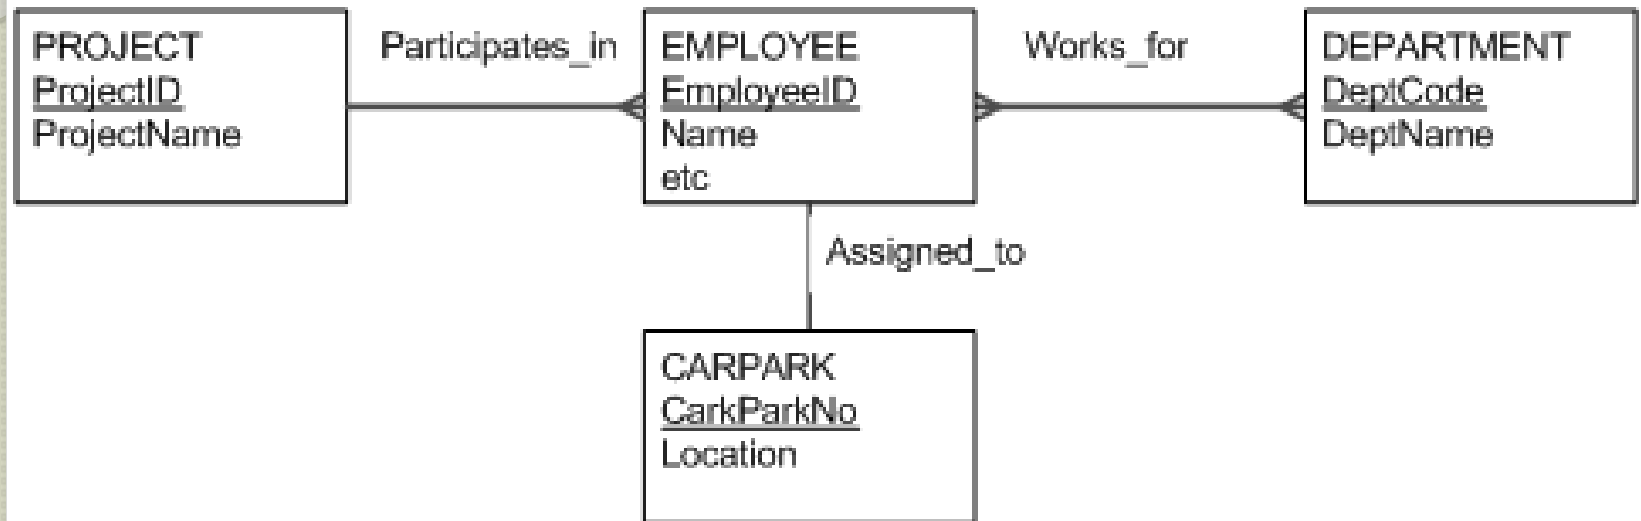 PROJECT
ProjectID
ProjectName
Participates_in
EMPLOYEE
EmployeeID
Name
etc
Works_for
DEPARTMENT
DeptCode
DeptName
Assigned_to
CARPARK
CarkParkNo
Location